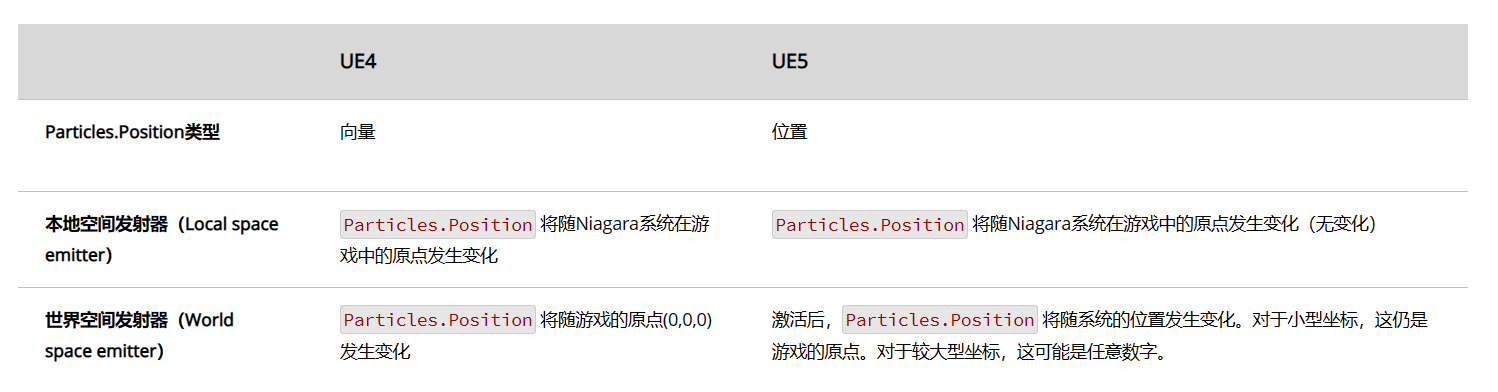 UE4 UE5
Particles.Position类型 向量 位置
本地空间发射器（Local space Particles.Position 将随Niagara系统在游 Particles.Position 将随Niagara系统在游戏中的原点发生变化（无变化）
emitter） 戏中的原点发生变化
世界空间发射器（World Particles.Position 将随游戏的原点(0,0,0) 激活后，Particles.Position 将随系统的位置发生变化。对于小型坐标，这仍是
space emitter） 发生变化 游戏的原点。对于较大型坐标，这可能是任意数字。